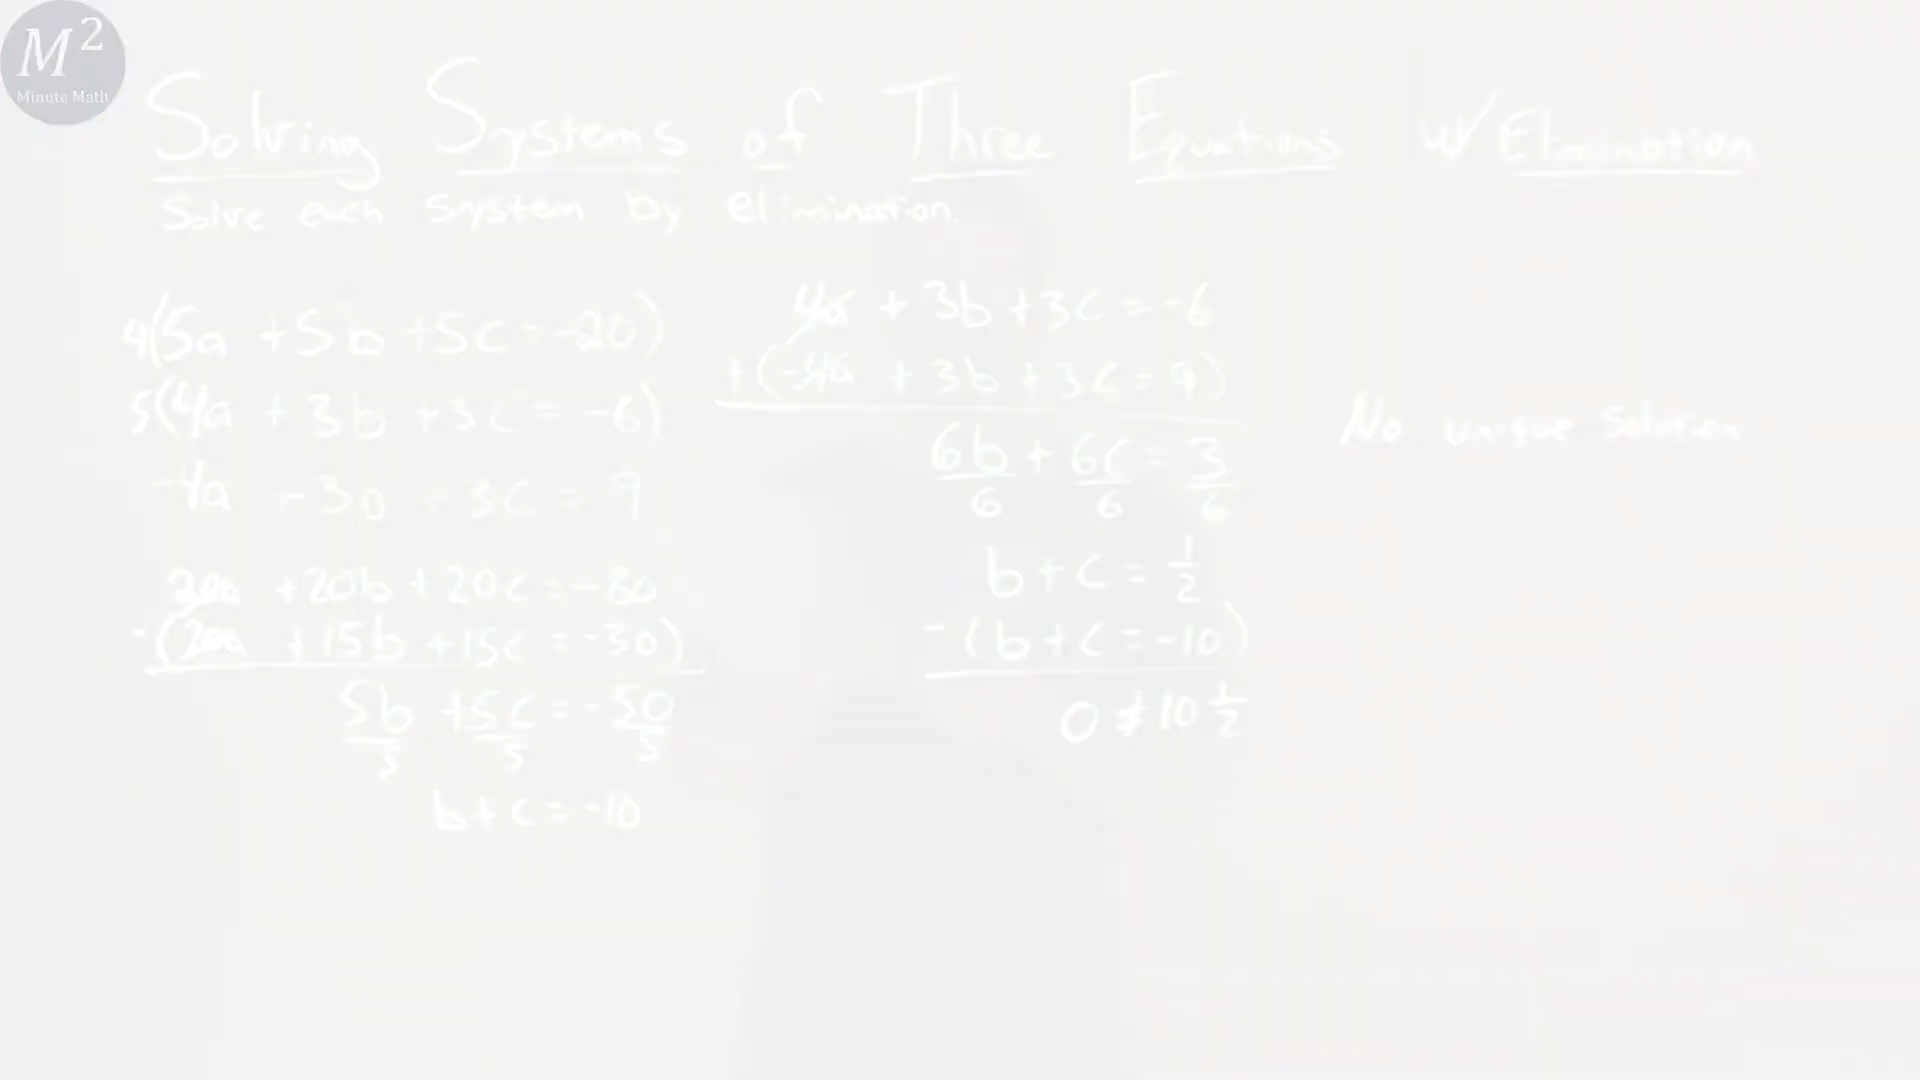 M²
Minute Math
Solving Systems of Three Equations w/ Elimination
Solve each system by elimination.
4(5a +5b +5c = -20)
5(4a +3b +3c = -6)
-4a +3b +3c = 9
20a +20b +20c = -80
-(20a +15b +15c = -30)
5b/5 +5c/5 = -50/5
b+c = -10
4a +3b +3c = -6
+(-4a +3b +3c = 9)
6b/6 + 6c/6 = 3/6
b+c = 1/2
-(b+c = -10)
0 ≠ 10 1/2
No unique solution